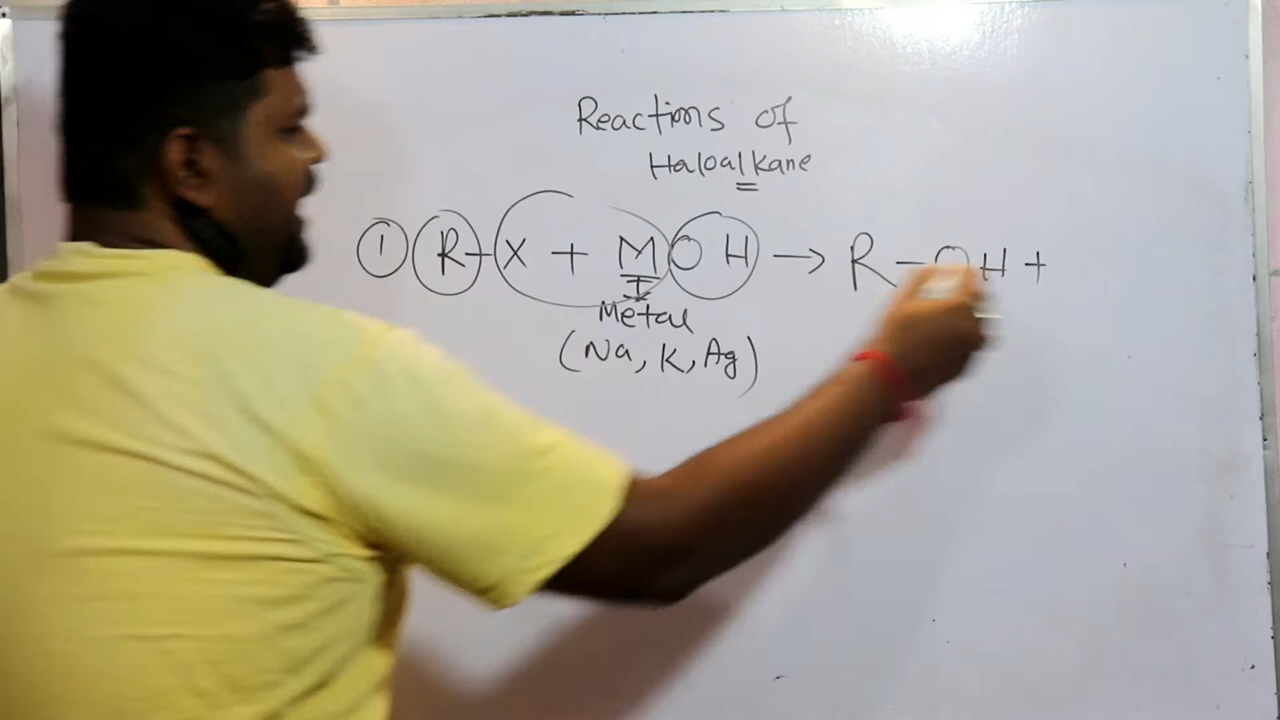 Reactions of
Haloalkane
① R-X + MOH → R-OH +
Metal
(Na, K, Ag)